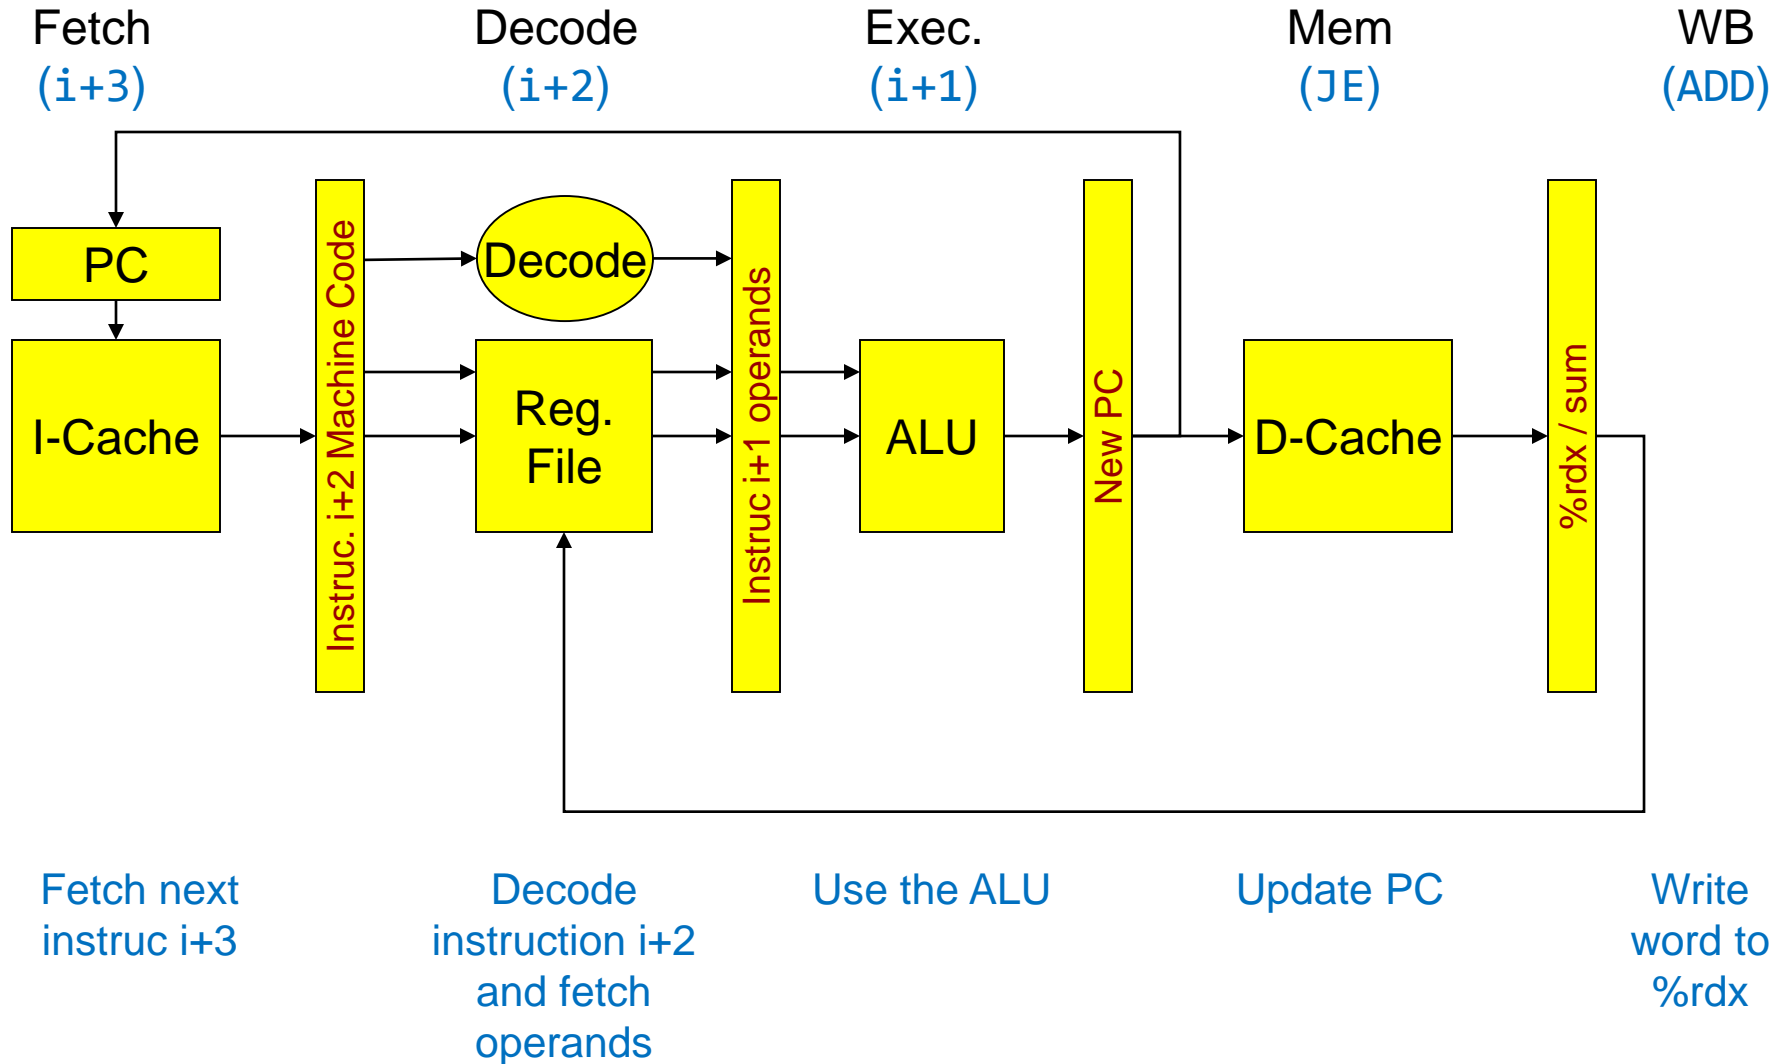 Fetch
(i+3)
Decode
(i+2)
Exec.
(i+1)
Mem
(JE)
WB
(ADD)
PC
I-Cache
Instruc. i+2 Machine Code
Decode
Reg.
File
Instruc i+1 operands
ALU
New PC
D-Cache
%rdx / sum
Fetch next
instruc i+3
Decode
instruction i+2
and fetch
operands
Use the ALU
Update PC
Write
word to
%rdx